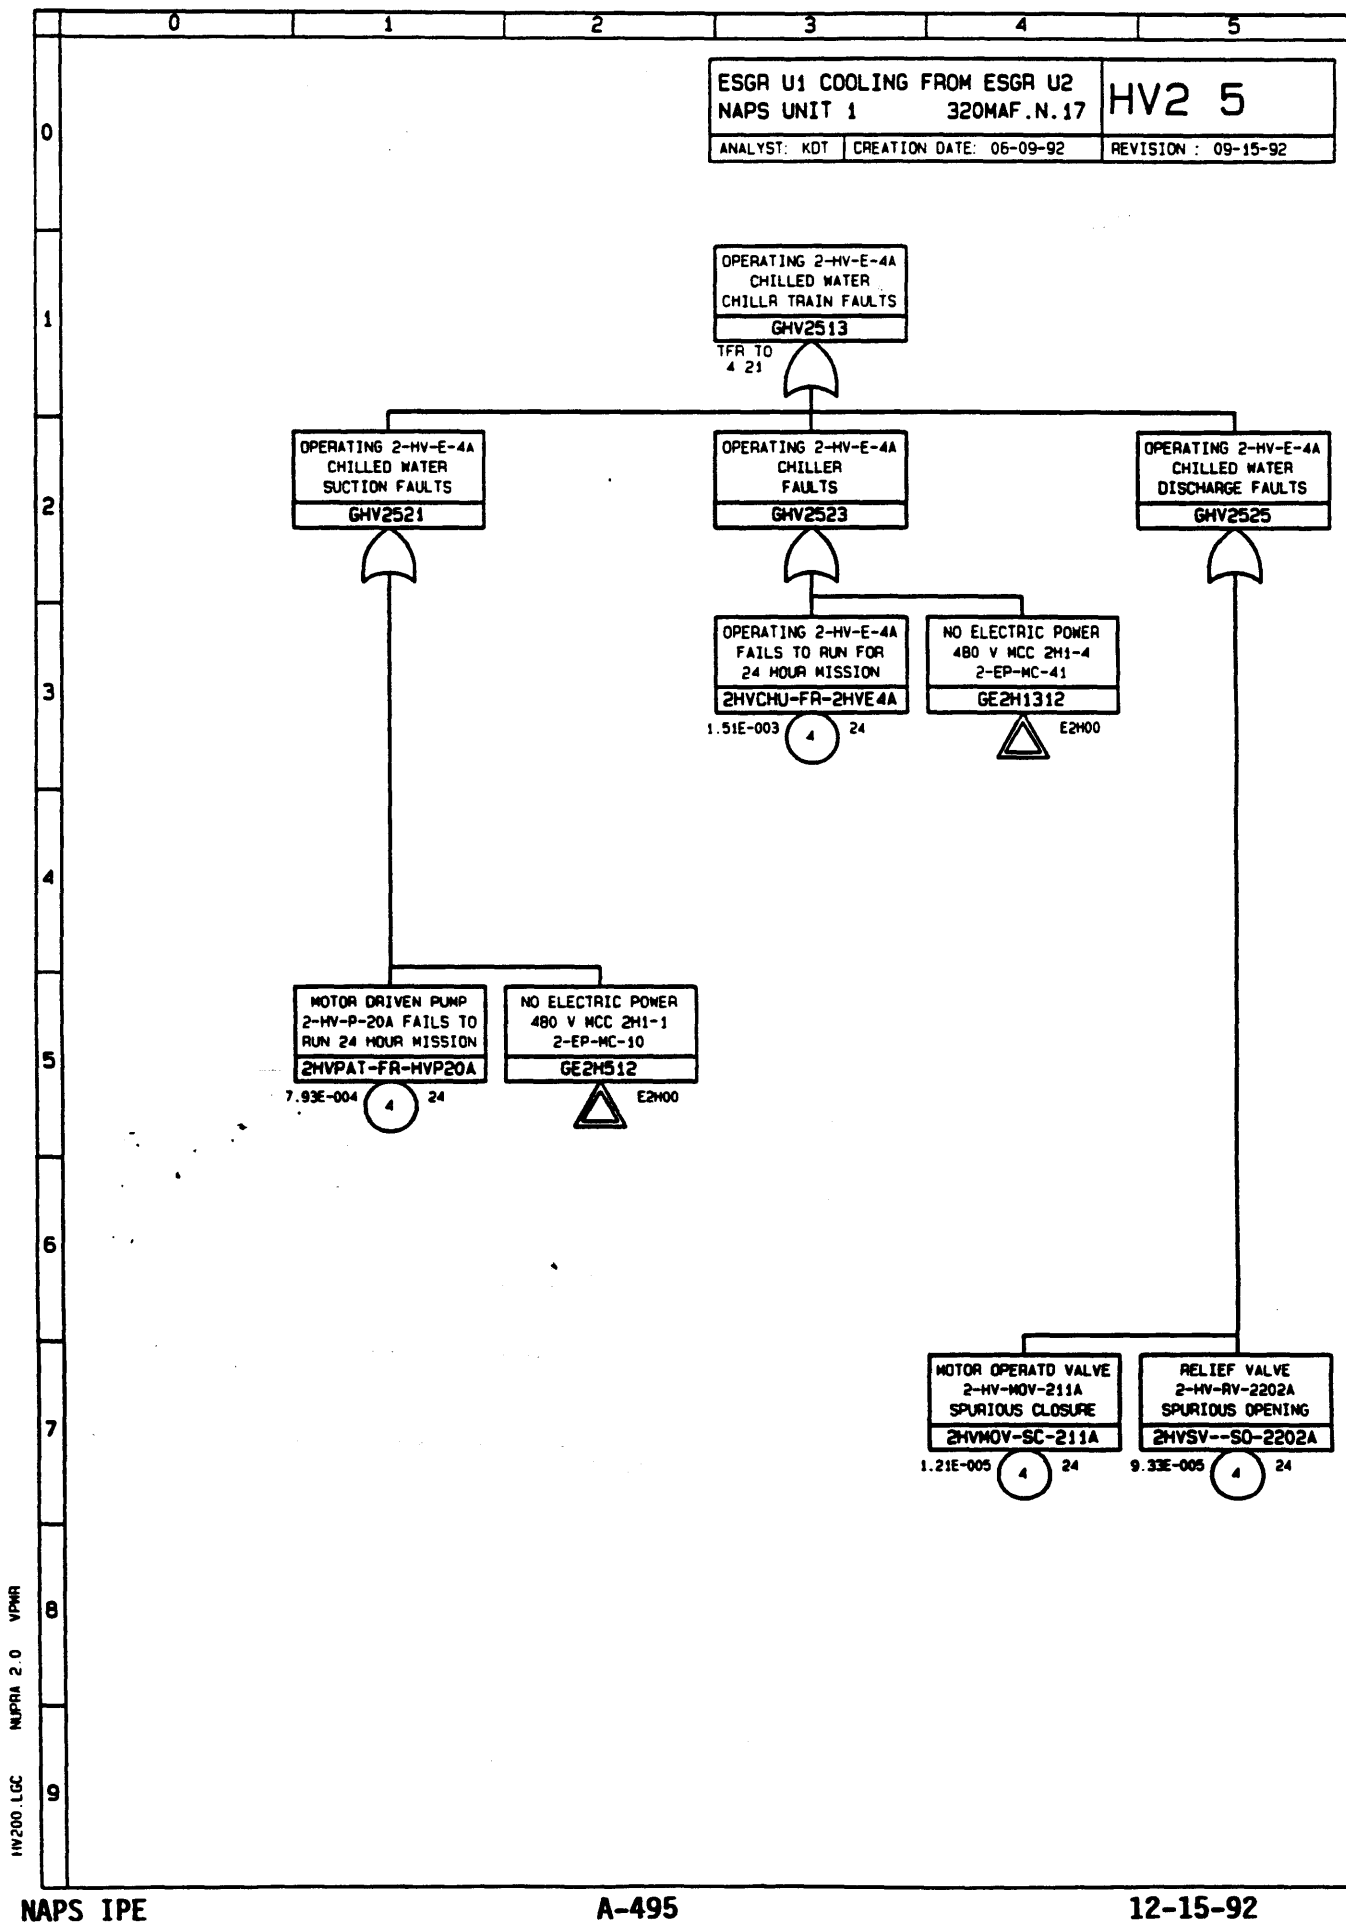 0 1 2 3 4 5
ESGR U1 COOLING FROM ESGR U2
NAPS UNIT 1 320MAF.N.17
HV2 5
ANALYST: KDT CREATION DATE: 06-09-92 REVISION : 09-15-92
0
1
2
3
4
5
6
7
8
9
OPERATING 2-HV-E-4A
CHILLED WATER
CHILLR TRAIN FAULTS
GHV2513
TFR TO
4 21
OPERATING 2-HV-E-4A
CHILLED WATER
SUCTION FAULTS
GHV2521
OPERATING 2-HV-E-4A
CHILLER
FAULTS
GHV2523
OPERATING 2-HV-E-4A
CHILLED WATER
DISCHARGE FAULTS
GHV2525
OPERATING 2-HV-E-4A
FAILS TO RUN FOR
24 HOUR MISSION
2HVCHU-FR-2HVE4A
1.51E-003 4 24
NO ELECTRIC POWER
480 V MCC 2H1-4
2-EP-MC-41
GE2H1312
E2H00
MOTOR DRIVEN PUMP
2-HV-P-20A FAILS TO
RUN 24 HOUR MISSION
2HVPAT-FR-HVP20A
7.93E-004 4 24
NO ELECTRIC POWER
480 V MCC 2H1-1
2-EP-MC-10
GE2H512
E2H00
MOTOR OPERATD VALVE
2-HV-MOV-211A
SPURIOUS CLOSURE
2HVMOV-SC-211A
1.21E-005 4 24
RELIEF VALVE
2-HV-RV-2202A
SPURIOUS OPENING
2HVSV--SO-2202A
9.33E-005 4 24
HV200.LGC NUPRA 2.0 VPWR
NAPS IPE A-495 12-15-92